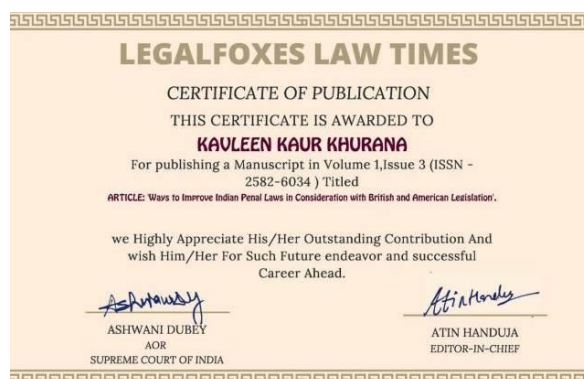 LEGALFOXES LAW TIMES
CERTIFICATE OF PUBLICATION
THIS CERTIFICATE IS AWARDED TO
KAVLEEN KAUR KHURANA
For publishing a Manuscript in Volume 1,Issue 3 (ISSN -
2582-6034 ) Titled
ARTICLE: 'Ways to Improve Indian Penal Laws in Consideration with British and American Legislation'.
we Highly Appreciate His/Her Outstanding Contribution And
wish Him/Her For Such Future endeavor and successful
Career Ahead.
ASHWANI DUBEY
AOR
SUPREME COURT OF INDIA
ATIN HANDUJA
EDITOR-IN-CHIEF